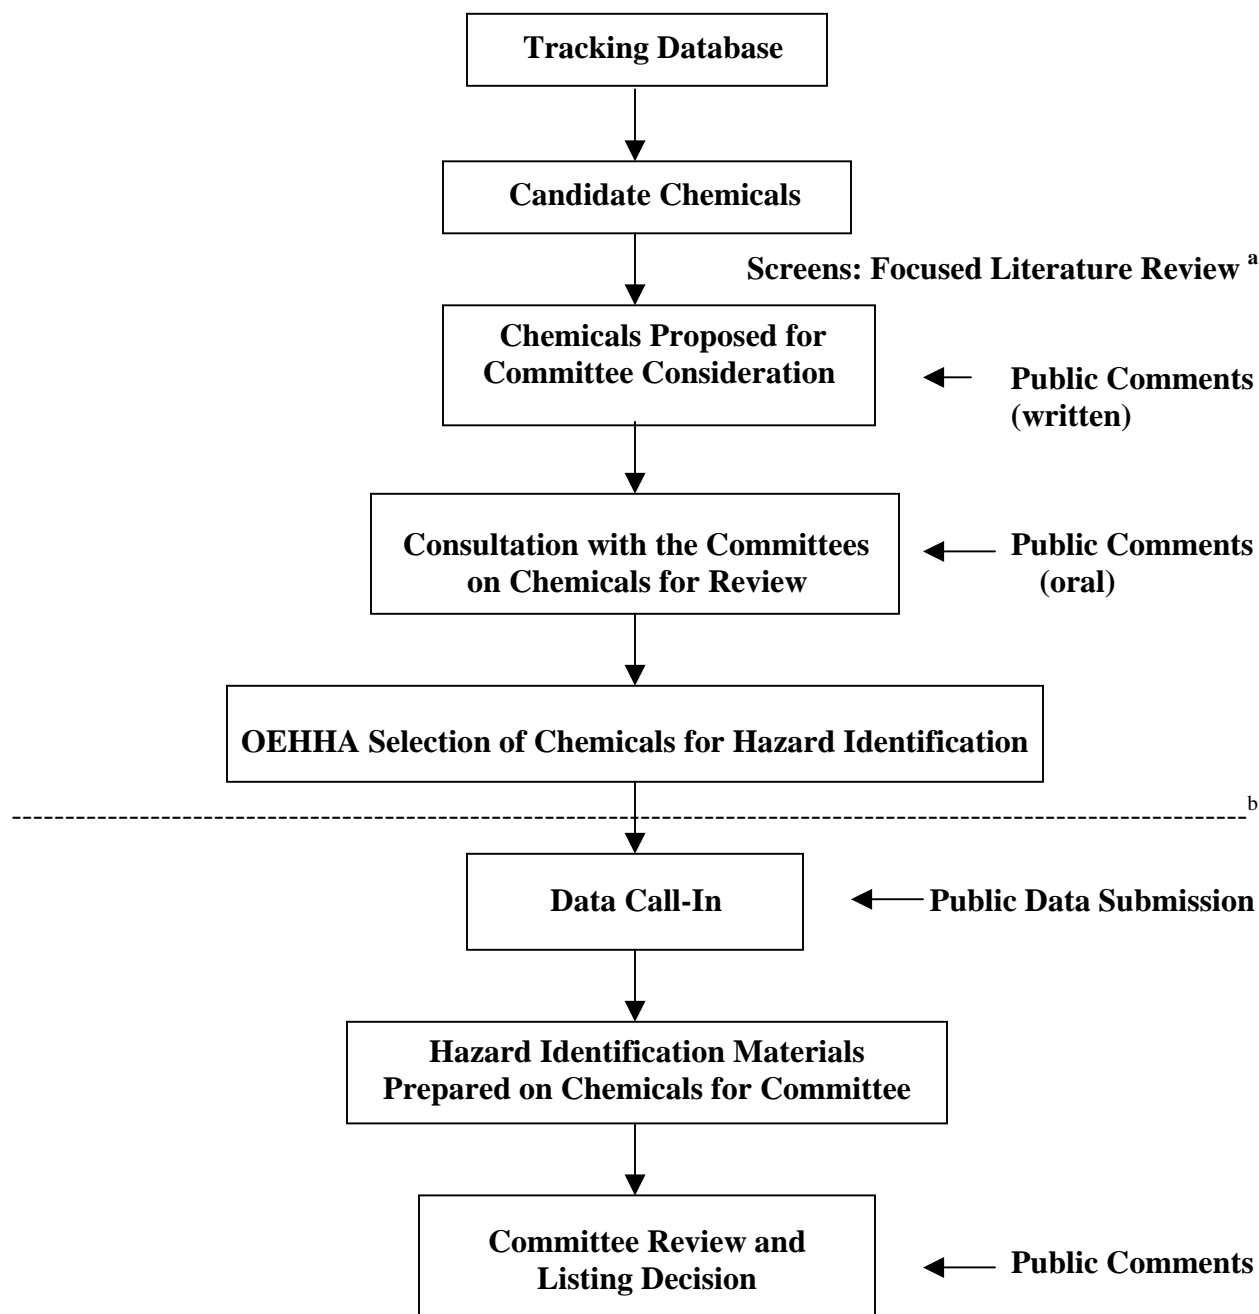 Tracking Database
Candidate Chemicals
Screens: Focused Literature Review a
Chemicals Proposed for
Committee Consideration
Public Comments
(written)
Consultation with the Committees
on Chemicals for Review
Public Comments
(oral)
OEHHA Selection of Chemicals for Hazard Identification
b
Data Call-In
Public Data Submission
Hazard Identification Materials
Prepared on Chemicals for Committee
Committee Review and
Listing Decision
Public Comments